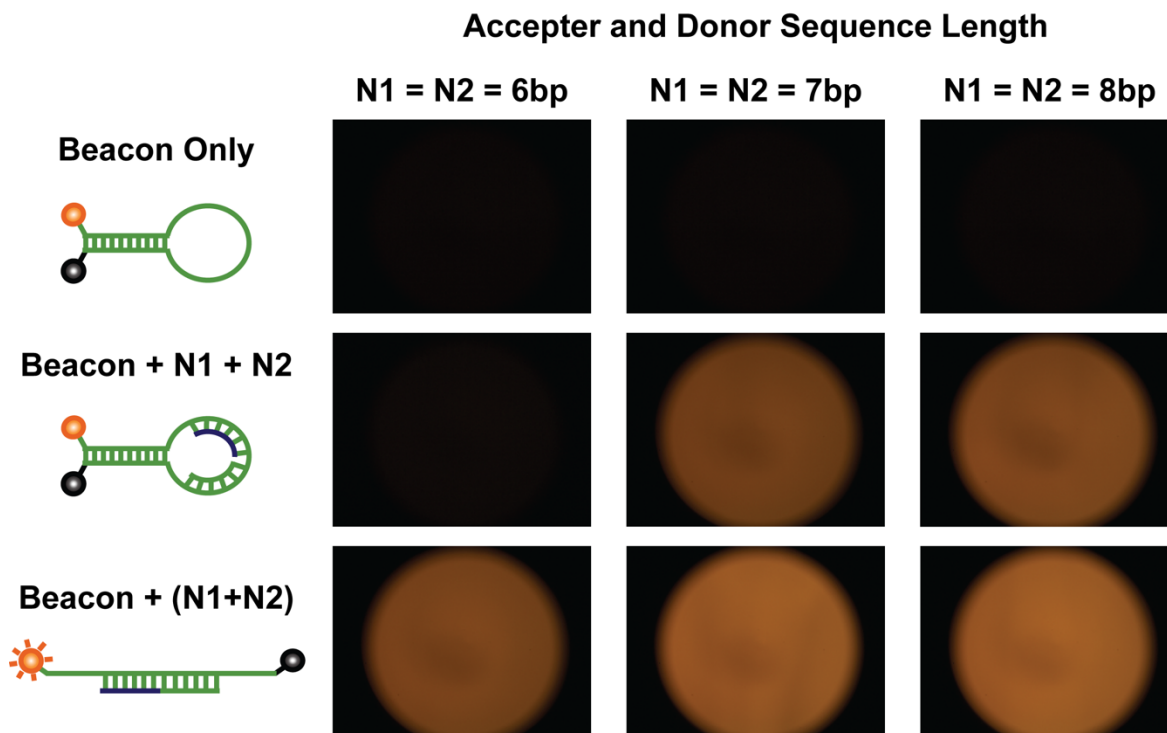 Accepter and Donor Sequence Length
N1 = N2 = 6bp
N1 = N2 = 7bp
N1 = N2 = 8bp
Beacon Only
Beacon + N1 + N2
Beacon + (N1+N2)